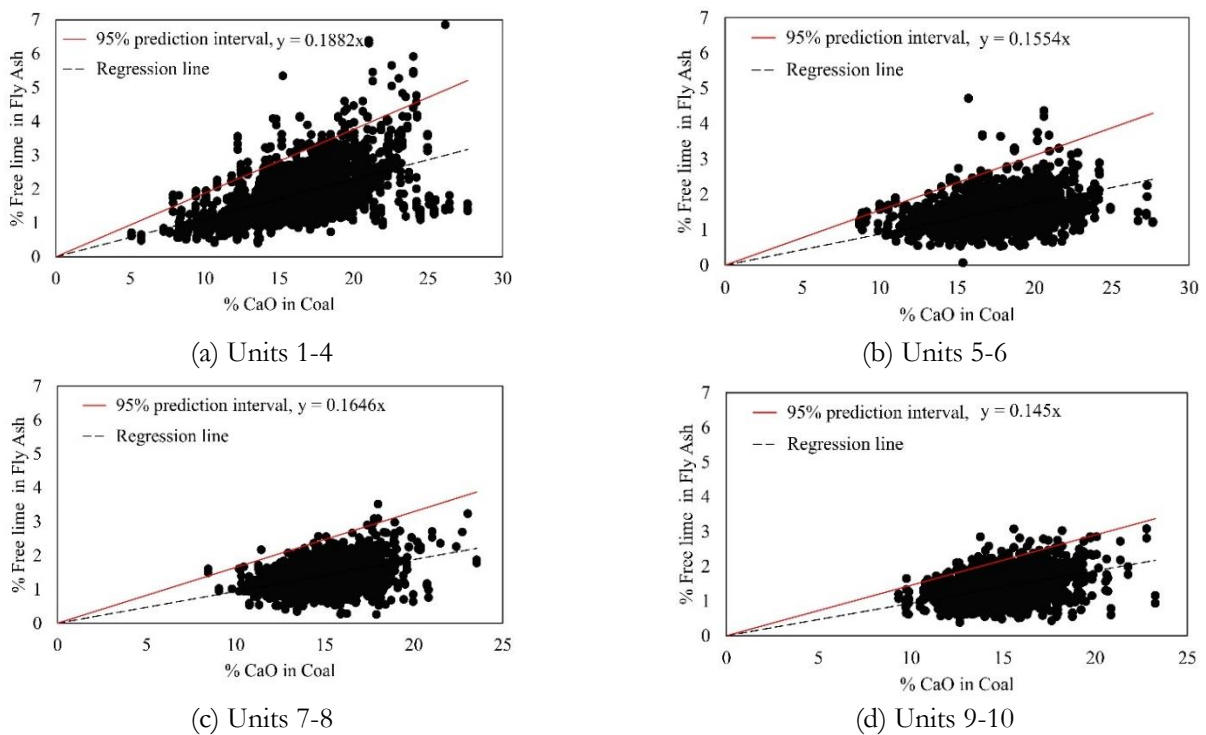 7
95% prediction interval, y = 0.1882x
6
Regression line
5
4
3
2
1
0
% Free lime in Fly Ash
0 5 10 15 20 25 30
% CaO in Coal
(a) Units 1-4
7
95% prediction interval, y = 0.1554x
6
Regression line
5
4
3
2
1
0
% Free lime in Fly Ash
0 5 10 15 20 25 30
% CaO in Coal
(b) Units 5-6
7
95% prediction interval, y = 0.1646x
6
Regression line
5
4
3
2
1
0
% Free lime in Fly Ash
0 5 10 15 20 25
% CaO in Coal
(c) Units 7-8
7
95% prediction interval, y = 0.145x
6
Regression line
5
4
3
2
1
0
% Free lime in Fly Ash
0 5 10 15 20 25
% CaO in Coal
(d) Units 9-10